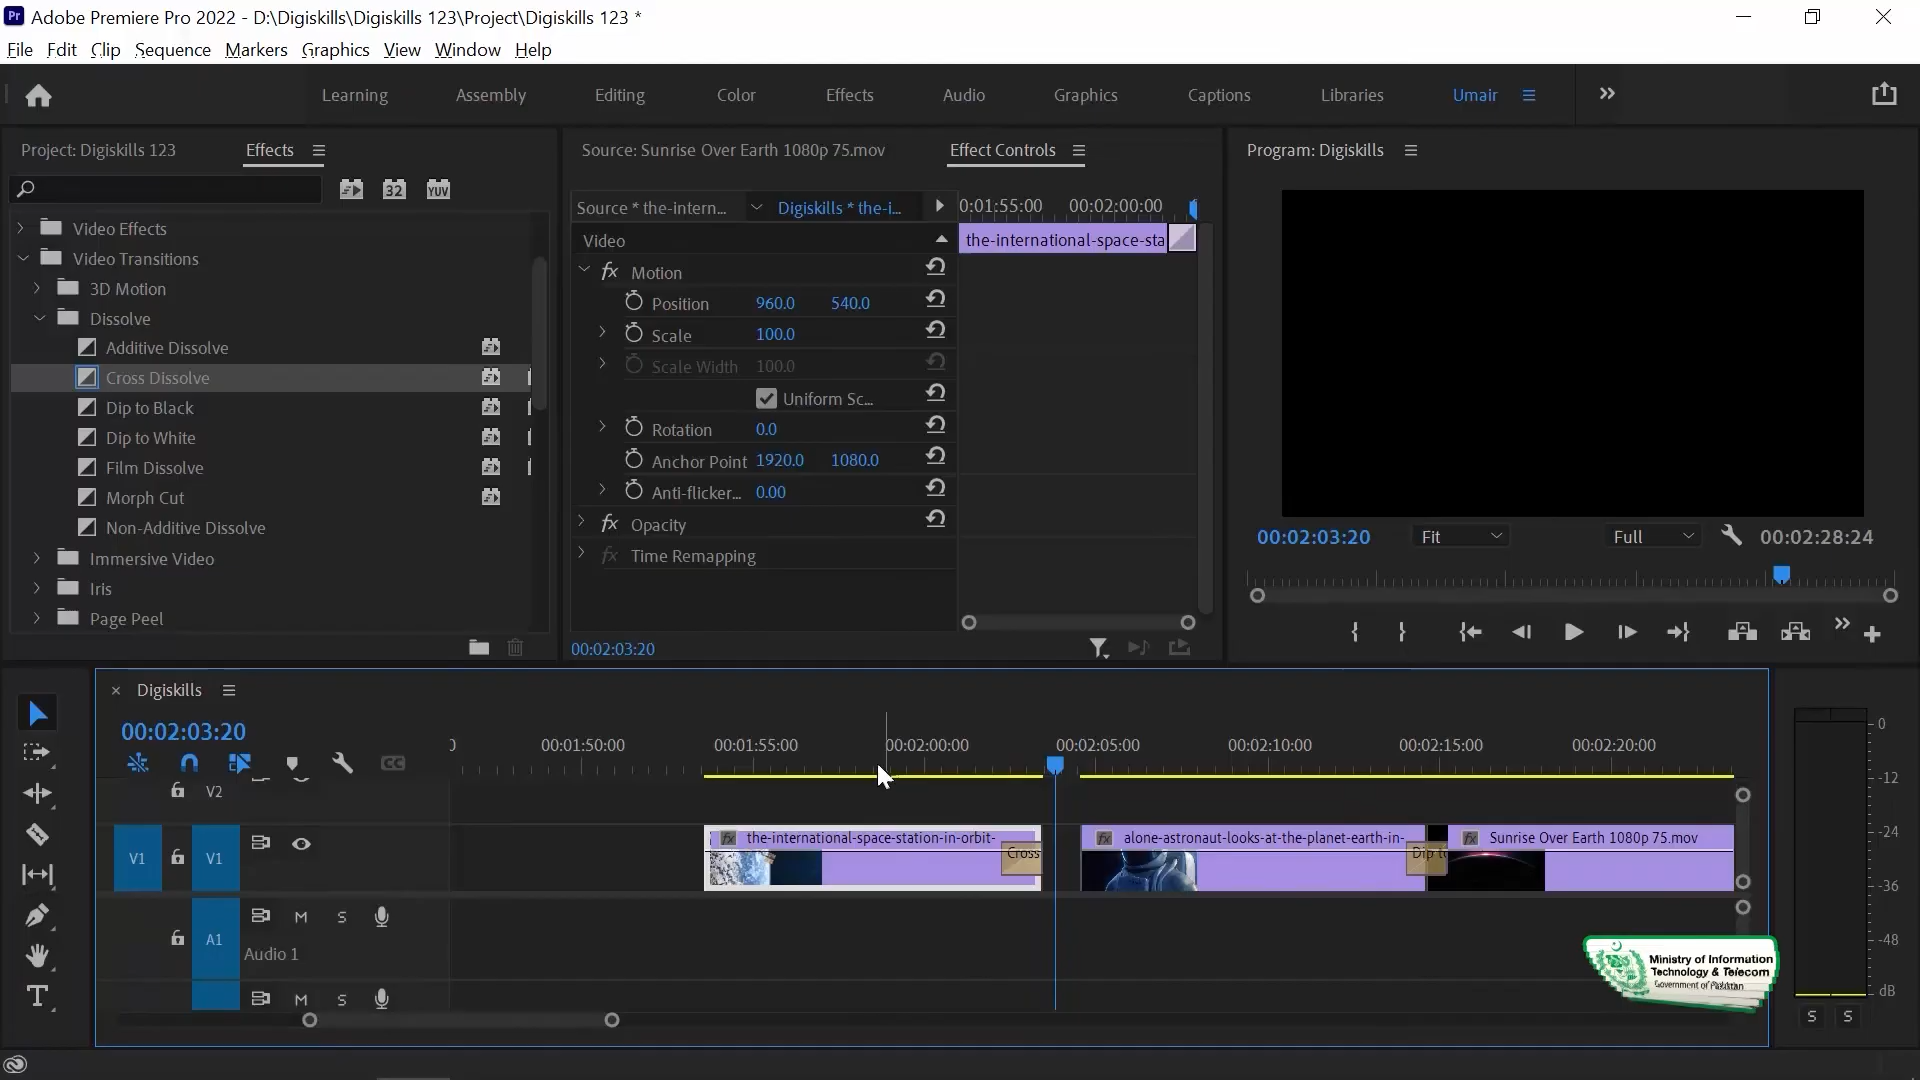 Adobe Premiere Pro 2022 - D:\Digiskills\Digiskills 123\Project\Digiskills 123 *
File Edit Clip Sequence Markers Graphics View Window Help
Learning Assembly Editing Color Effects Audio Graphics Captions Libraries Umair
Project: Digiskills 123 Effects
Source: Sunrise Over Earth 1080p 75.mov Effect Controls
Program: Digiskills
32 YUV
Video Effects
Video Transitions
3D Motion
Dissolve
Additive Dissolve
Cross Dissolve
Dip to Black
Dip to White
Film Dissolve
Morph Cut
Non-Additive Dissolve
Immersive Video
Iris
Page Peel
Source * the-intern... Digiskills * the-i... 0:01:55:00 00:02:00:00
Video the-international-space-sta
fx Motion
Position 960.0 540.0
Scale 100.0
Scale Width 100.0
Uniform Sc...
Rotation 0.0
Anchor Point 1920.0 1080.0
Anti-flicker... 0.00
fx Opacity
fx Time Remapping
00:02:03:20
00:02:03:20 Fit Full 00:02:28:24
Digiskills
00:02:03:20
00:01:50:00 00:01:55:00 00:02:00:00 00:02:05:00 00:02:10:00 00:02:15:00 00:02:20:00
CC
V2
V1 V1
fx the-international-space-station-in-orbit-
Cross
fx alone-astronaut-looks-at-the-planet-earth-in-
Dip t
fx Sunrise Over Earth 1080p 75.mov
A1 M S
Audio 1
M S
T
0
-12
-24
-36
-48
dB
S S
Ministry of Information
Technology & Telecom
Government of Pakistan